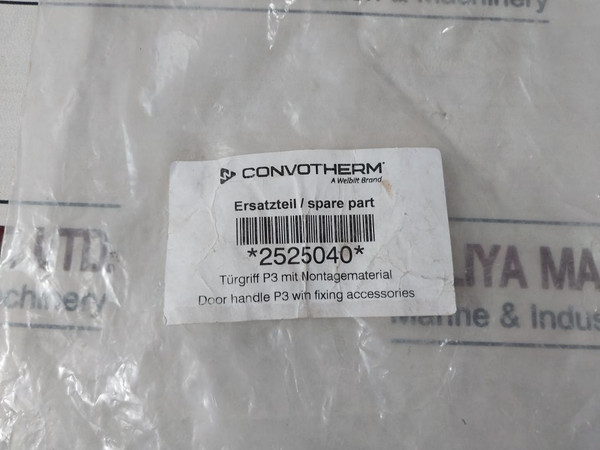 & Machinery
CONVOTHERM
A Welbilt Brand
Ersatzteil / spare part
*2525040*
Türgriff P3 mit Nontagematerial
Door handle P3 win fixing accessories
LTD.
chinery
LIYA MA
Marine & Indus